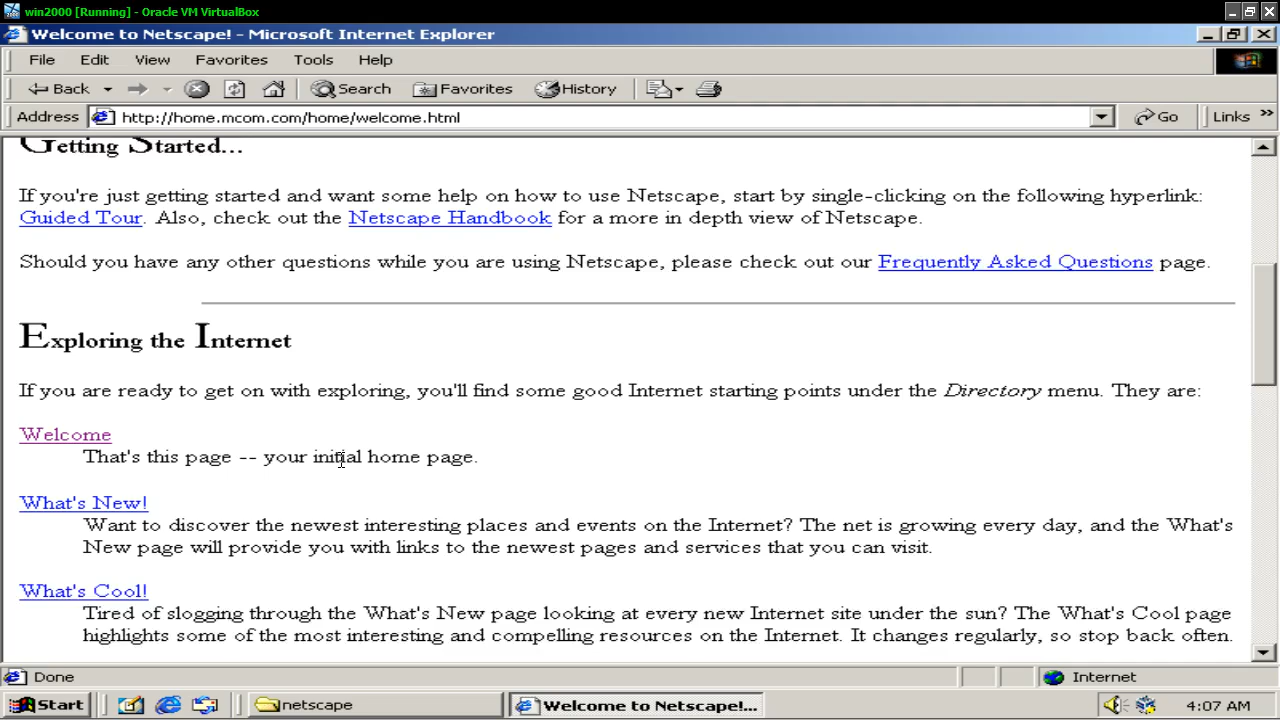 win2000 [Running] - Oracle VM VirtualBox
Welcome to Netscape! - Microsoft Internet Explorer
File Edit View Favorites Tools Help
Back Search Favorites History
Address http://home.mcom.com/home/welcome.html Go Links »
Getting Started...
If you're just getting started and want some help on how to use Netscape, start by single-clicking on the following hyperlink:
Guided Tour. Also, check out the Netscape Handbook for a more in depth view of Netscape.
Should you have any other questions while you are using Netscape, please check out our Frequently Asked Questions page.
Exploring the Internet
If you are ready to get on with exploring, you'll find some good Internet starting points under the Directory menu. They are:
Welcome
That's this page -- your initial home page.
What's New!
Want to discover the newest interesting places and events on the Internet? The net is growing every day, and the What's
New page will provide you with links to the newest pages and services that you can visit.
What's Cool!
Tired of slogging through the What's New page looking at every new Internet site under the sun? The What's Cool page
highlights some of the most interesting and compelling resources on the Internet. It changes regularly, so stop back often.
Done Internet
Start netscape Welcome to Netscape!... 4:07 AM